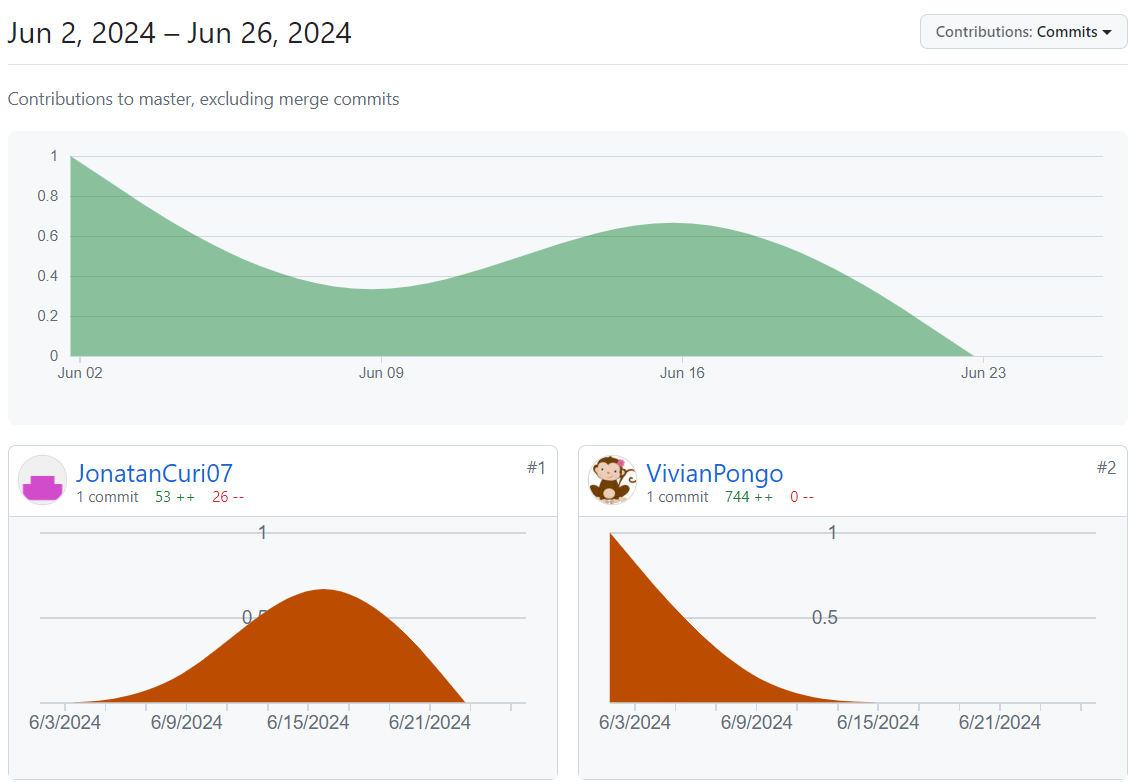 Jun 2, 2024 – Jun 26, 2024
Contributions: Commits
Contributions to master, excluding merge commits
1
0.8
0.6
0.4
0.2
0
Jun 02 Jun 09 Jun 16 Jun 23
JonatanCuri07 #1
1 commit 53 ++ 26 --
1
0.5
6/3/2024 6/9/2024 6/15/2024 6/21/2024
VivianPongo #2
1 commit 744 ++ 0 --
1
0.5
6/3/2024 6/9/2024 6/15/2024 6/21/2024